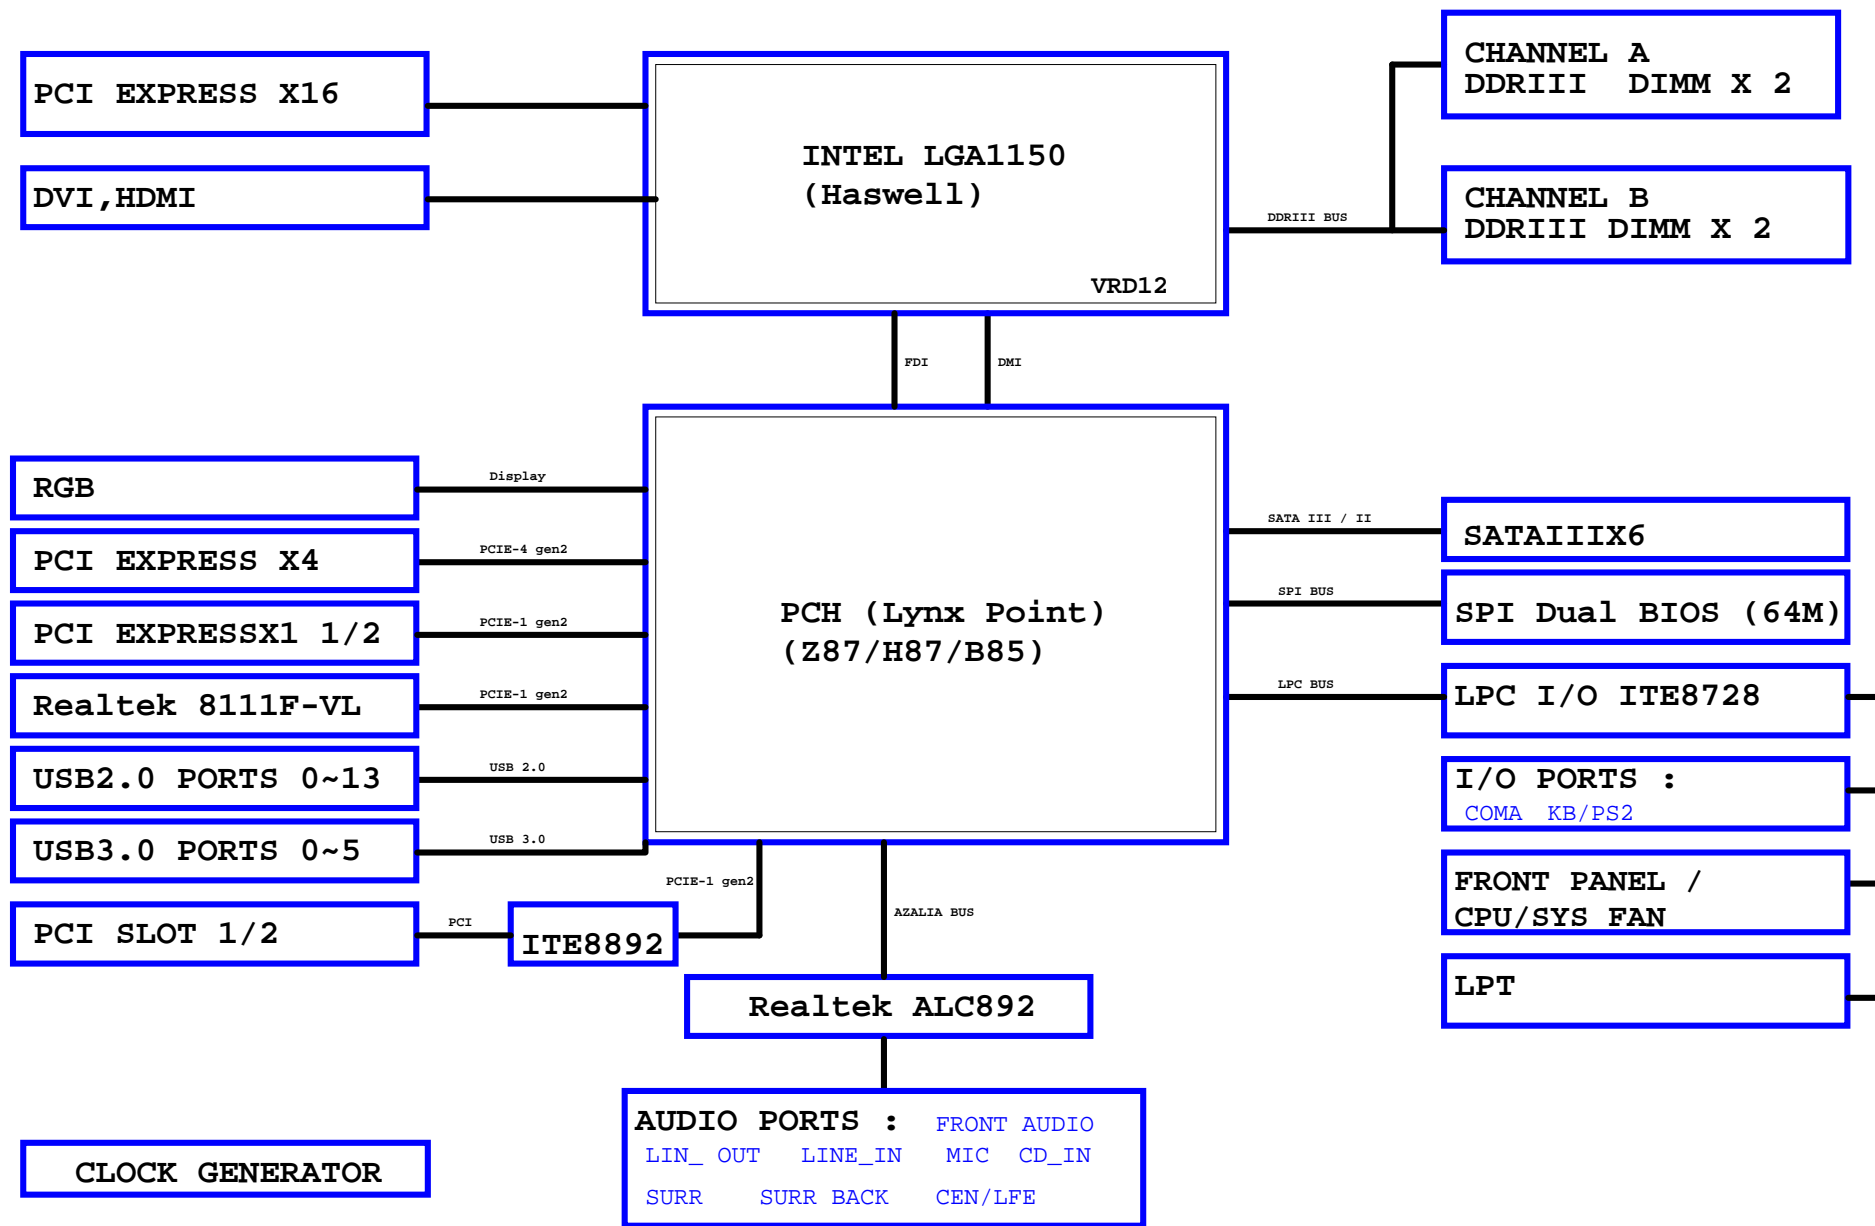 PCI EXPRESS X16
DVI,HDMI
INTEL LGA1150
(Haswell)
VRD12
DDRIII BUS
CHANNEL A
DDRIII DIMM X 2
CHANNEL B
DDRIII DIMM X 2
FDI
DMI
RGB
Display
PCI EXPRESS X4
PCIE-4 gen2
PCI EXPRESSX1 1/2
PCIE-1 gen2
Realtek 8111F-VL
PCIE-1 gen2
USB2.0 PORTS 0~13
USB 2.0
USB3.0 PORTS 0~5
USB 3.0
PCI SLOT 1/2
PCI
ITE8892
PCIE-1 gen2
PCH (Lynx Point)
(Z87/H87/B85)
SATA III / II
SATAIIIX6
SPI BUS
SPI Dual BIOS (64M)
LPC BUS
LPC I/O ITE8728
I/O PORTS :
COMA KB/PS2
FRONT PANEL /
CPU/SYS FAN
LPT
AZALIA BUS
Realtek ALC892
AUDIO PORTS : FRONT AUDIO
LIN_ OUT LINE_IN MIC CD_IN
SURR SURR BACK CEN/LFE
CLOCK GENERATOR